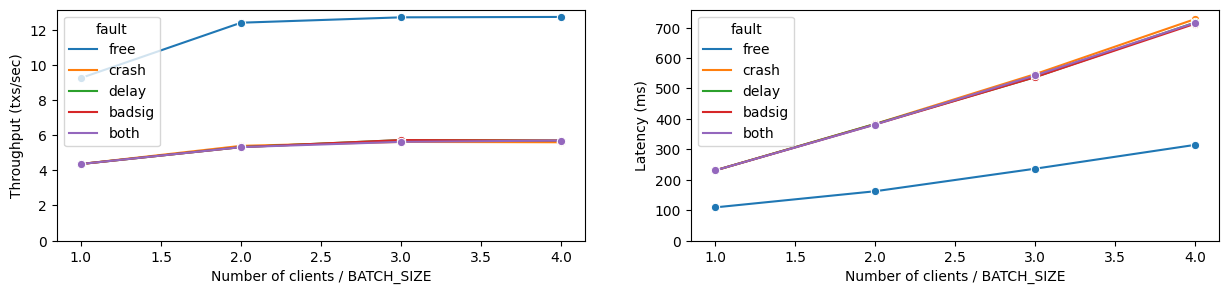 Throughput (txs/sec)
12
10
8
6
4
2
0
fault
free
crash
delay
badsig
both
1.0 1.5 2.0 2.5 3.0 3.5 4.0
Number of clients / BATCH_SIZE
Latency (ms)
700
600
500
400
300
200
100
0
fault
free
crash
delay
badsig
both
1.0 1.5 2.0 2.5 3.0 3.5 4.0
Number of clients / BATCH_SIZE